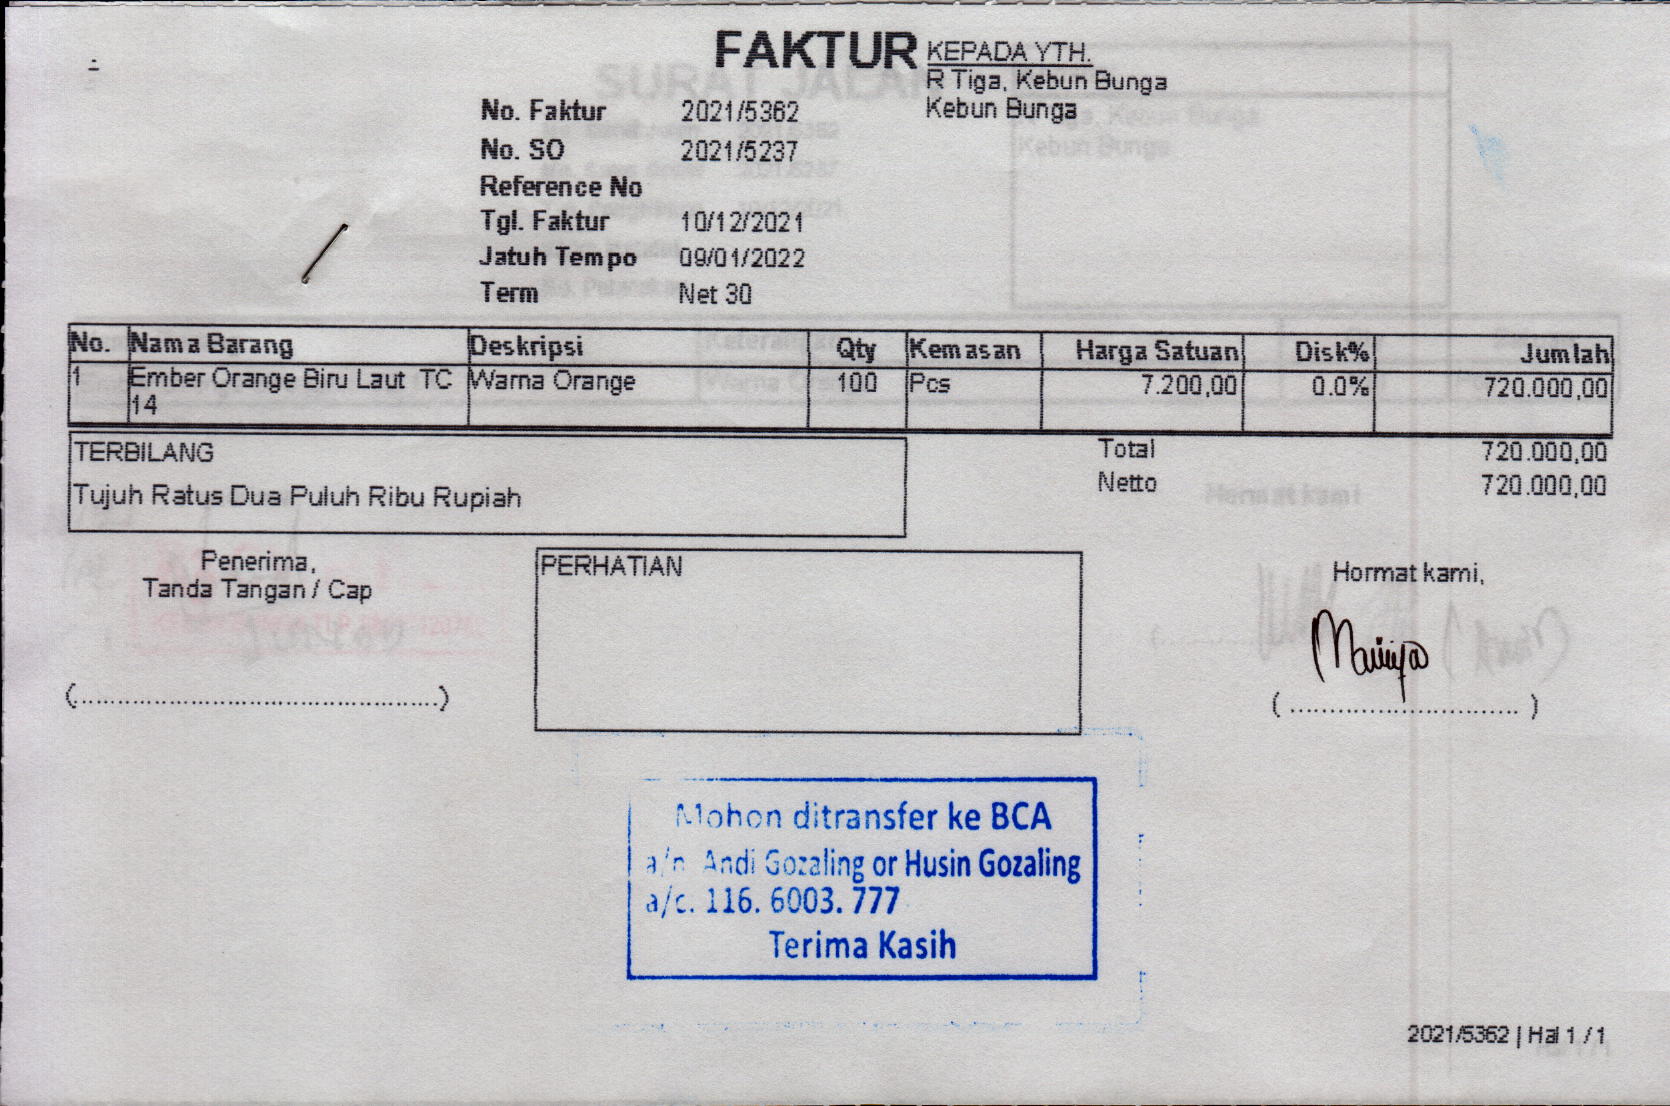 FAKTUR
KEPADA YTH.
R Tiga, Kebun Bunga
Kebun Bunga
No. Faktur 2021/5362
No. SO 2021/5237
Reference No
Tgl. Faktur 10/12/2021
Jatuh Tempo 09/01/2022
Term Net 30
No. Nama Barang Deskripsi Qty Kemasan Harga Satuan Disk% Jumlah
1 Ember Orange Biru Laut TC 14 Warna Orange 100 Pcs 7.200,00 0.0% 720.000,00
TERBILANG
Tujuh Ratus Dua Puluh Ribu Rupiah
Total 720.000,00
Netto 720.000,00
Penerima,
Tanda Tangan / Cap
(....................................................)
PERHATIAN
Hormat kami,
( ................................ )
Mohon ditransfer ke BCA
a/n. Andi Gozaling or Husin Gozaling
a/c. 116. 6003. 777
Terima Kasih
2021/5362 | Hal 1 / 1